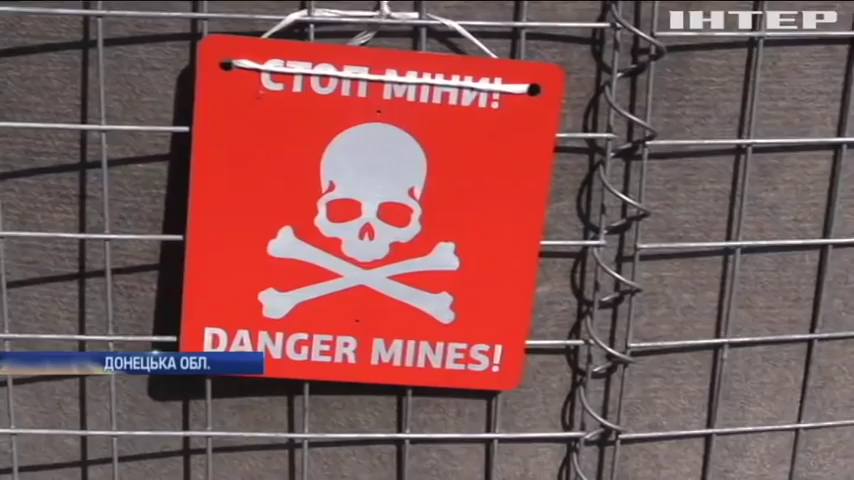 ІНТЕР
СТОП МІНИ!
DANGER MINES!
ДОНЕЦЬКА ОБЛ.